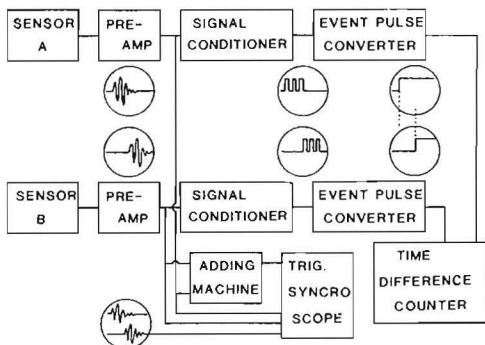 SENSOR
A
PRE-
AMP
SIGNAL
CONDITIONER
EVENT PULSE
CONVERTER
SENSOR
B
PRE-
AMP
SIGNAL
CONDITIONER
EVENT PULSE
CONVERTER
ADDING
MACHINE
TRIG.
SYNCRO
SCOPE
TIME
DIFFERENCE
COUNTER